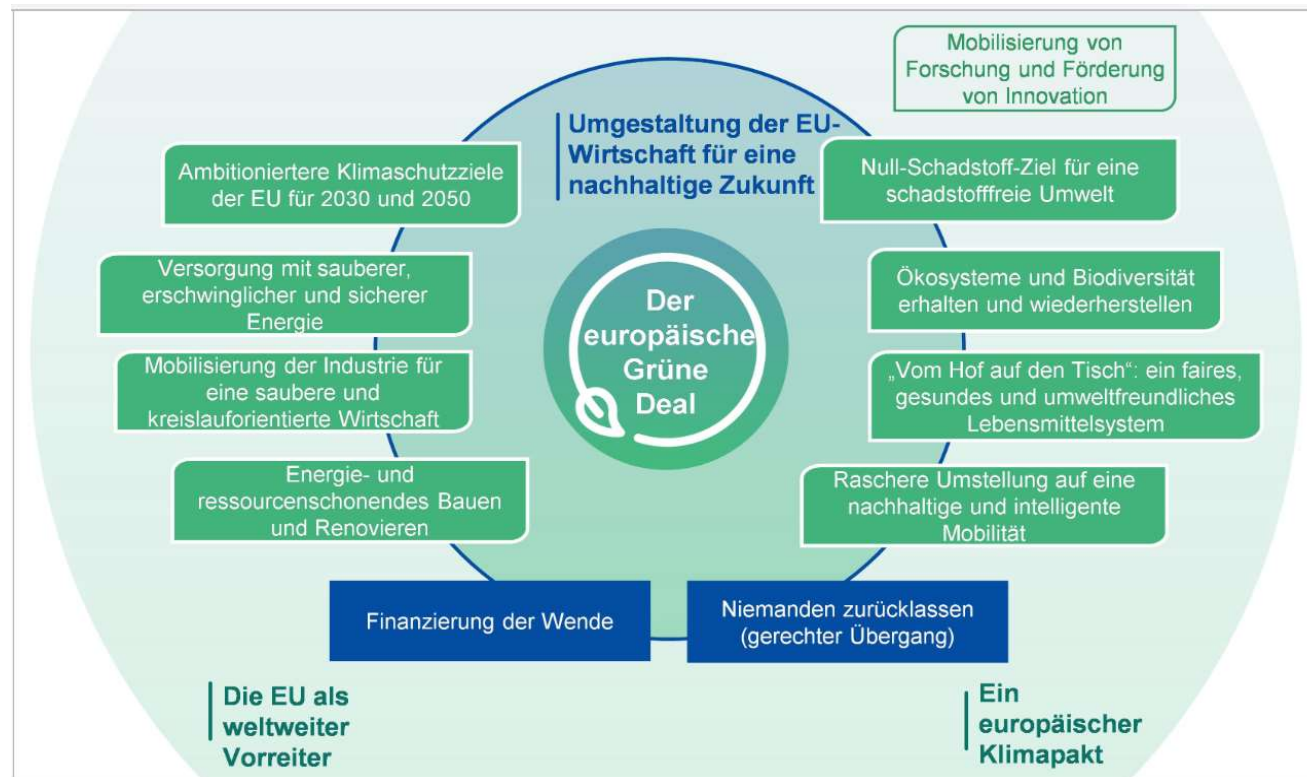 Mobilisierung von
Forschung und Förderung
von Innovation
Umgestaltung der EU-
Wirtschaft für eine
nachhaltige Zukunft
Ambitioniertere Klimaschutzziele
der EU für 2030 und 2050
Null-Schadstoff-Ziel für eine
schadstofffreie Umwelt
Versorgung mit sauberer,
erschwinglicher und sicherer
Energie
Ökosysteme und Biodiversität
erhalten und wiederherstellen
Der
europäische
Grüne
Deal
Mobilisierung der Industrie für
eine saubere und
kreislauforientierte Wirtschaft
„Vom Hof auf den Tisch“: ein faires,
gesundes und umweltfreundliches
Lebensmittelsystem
Energie- und
ressourcenschonendes Bauen
und Renovieren
Raschere Umstellung auf eine
nachhaltige und intelligente
Mobilität
Finanzierung der Wende
Niemanden zurücklassen
(gerechter Übergang)
Die EU als
weltweiter
Vorreiter
Ein
europäischer
Klimapakt